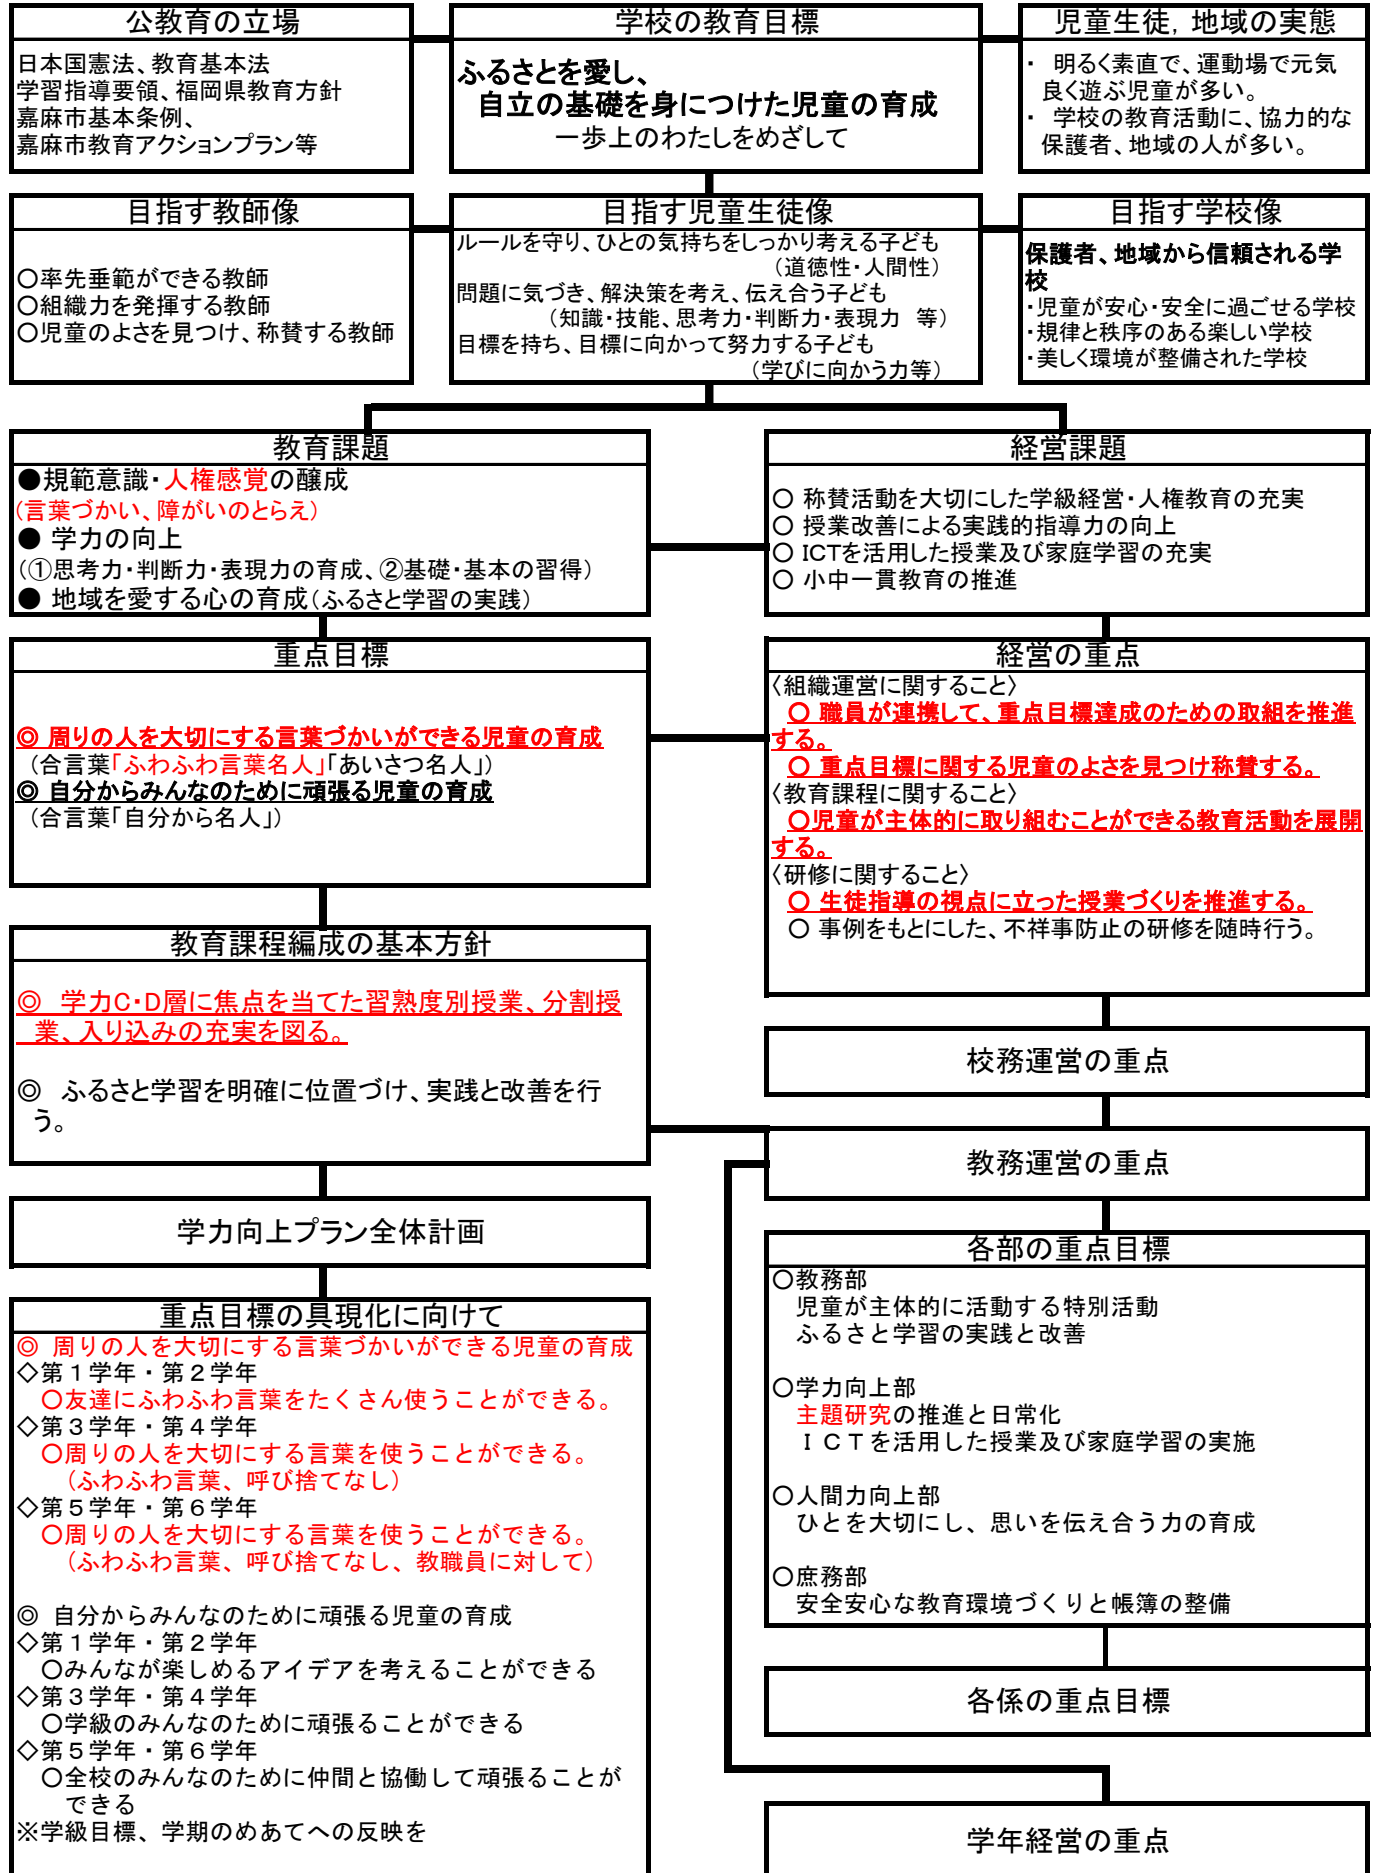 公教育の立場
日本国憲法、教育基本法
学習指導要領、福岡県教育方針
嘉麻市基本条例、
嘉麻市教育アクションプラン等
学校の教育目標
ふるさとを愛し、
自立の基礎を身につけた児童の育成
一歩上のわたしをめざして
児童生徒，地域の実態
・ 明るく素直で、運動場で元気
良く遊ぶ児童が多い。
・ 学校の教育活動に、協力的な
保護者、地域の人が多い。
目指す教師像
○率先垂範ができる教師
○組織力を発揮する教師
○児童のよさを見つけ、称賛する教師
目指す児童生徒像
ルールを守り、ひとの気持ちをしっかり考える子ども
（道徳性・人間性）
問題に気づき、解決策を考え、伝え合う子ども
（知識・技能、思考力・判断力・表現力 等）
目標を持ち、目標に向かって努力する子ども
（学びに向かう力等）
目指す学校像
保護者、地域から信頼される学
校
・児童が安心・安全に過ごせる学校
・規律と秩序のある楽しい学校
・美しく環境が整備された学校
教育課題
●規範意識・人権感覚の醸成
（言葉づかい、障がいのとらえ）
● 学力の向上
（①思考力・判断力・表現力の育成、②基礎・基本の習得）
● 地域を愛する心の育成（ふるさと学習の実践）
経営課題
○ 称賛活動を大切にした学級経営・人権教育の充実
○ 授業改善による実践的指導力の向上
○ ICTを活用した授業及び家庭学習の充実
○ 小中一貫教育の推進
重点目標
◎ 周りの人を大切にする言葉づかいができる児童の育成
（合言葉「ふわふわ言葉名人」「あいさつ名人」）
◎ 自分からみんなのために頑張る児童の育成
（合言葉「自分から名人」）
経営の重点
〈組織運営に関すること〉
○ 職員が連携して、重点目標達成のための取組を推進
する。
○ 重点目標に関する児童のよさを見つけ称賛する。
〈教育課程に関すること〉
○児童が主体的に取り組むことができる教育活動を展開
する。
〈研修に関すること〉
○ 生徒指導の視点に立った授業づくりを推進する。
○ 事例をもとにした、不祥事防止の研修を随時行う。
教育課程編成の基本方針
◎ 学力C・D層に焦点を当てた習熟度別授業、分割授
業、入り込みの充実を図る。
◎ ふるさと学習を明確に位置づけ、実践と改善を行
う。
校務運営の重点
教務運営の重点
学力向上プラン全体計画
各部の重点目標
○教務部
児童が主体的に活動する特別活動
ふるさと学習の実践と改善
○学力向上部
主題研究の推進と日常化
ＩＣＴを活用した授業及び家庭学習の実施
○人間力向上部
ひとを大切にし、思いを伝え合う力の育成
○庶務部
安全安心な教育環境づくりと帳簿の整備
重点目標の具現化に向けて
◎ 周りの人を大切にする言葉づかいができる児童の育成
◇第１学年・第２学年
○友達にふわふわ言葉をたくさん使うことができる。
◇第３学年・第４学年
○周りの人を大切にする言葉を使うことができる。
（ふわふわ言葉、呼び捨てなし）
◇第５学年・第６学年
○周りの人を大切にする言葉を使うことができる。
（ふわふわ言葉、呼び捨てなし、教職員に対して）
◎ 自分からみんなのために頑張る児童の育成
◇第１学年・第２学年
○みんなが楽しめるアイデアを考えることができる
◇第３学年・第４学年
○学級のみんなのために頑張ることができる
◇第５学年・第６学年
○全校のみんなのために仲間と協働して頑張ることが
できる
※学級目標、学期のめあてへの反映を
各係の重点目標
学年経営の重点